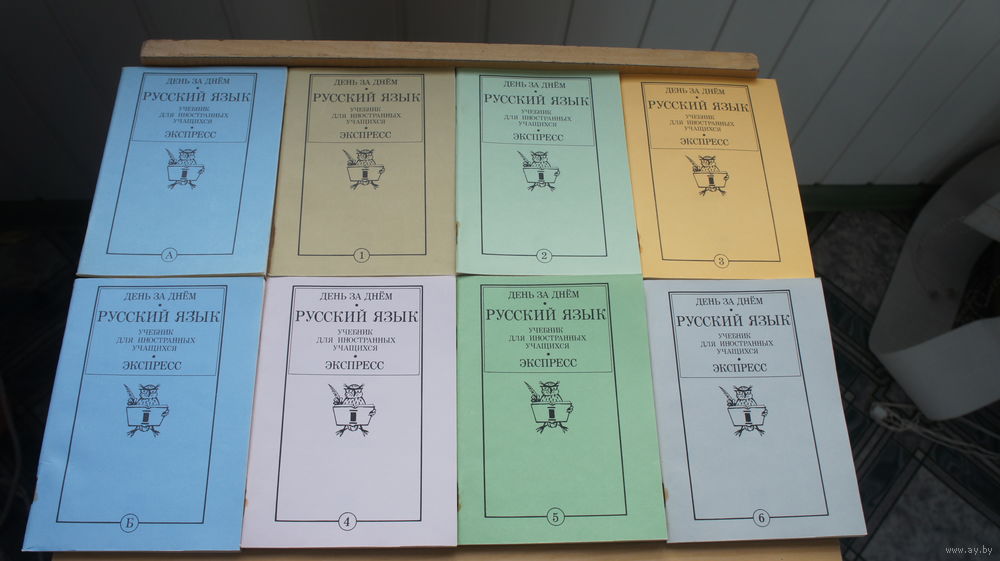 ДЕНЬ ЗА ДНЁМ
РУССКИЙ ЯЗЫК
УЧЕБНИК
ДЛЯ ИНОСТРАННЫХ
УЧАЩИХСЯ
ЭКСПРЕСС
А
ДЕНЬ ЗА ДНЁМ
РУССКИЙ ЯЗЫК
УЧЕБНИК
ДЛЯ ИНОСТРАННЫХ
УЧАЩИХСЯ
ЭКСПРЕСС
1
ДЕНЬ ЗА ДНЁМ
РУССКИЙ ЯЗЫК
УЧЕБНИК
ДЛЯ ИНОСТРАННЫХ
УЧАЩИХСЯ
ЭКСПРЕСС
2
ДЕНЬ ЗА ДНЁМ
РУССКИЙ ЯЗЫК
УЧЕБНИК
ДЛЯ ИНОСТРАННЫХ
УЧАЩИХСЯ
ЭКСПРЕСС
3
ДЕНЬ ЗА ДНЁМ
РУССКИЙ ЯЗЫК
УЧЕБНИК
ДЛЯ ИНОСТРАННЫХ
УЧАЩИХСЯ
ЭКСПРЕСС
Б
ДЕНЬ ЗА ДНЁМ
РУССКИЙ ЯЗЫК
УЧЕБНИК
ДЛЯ ИНОСТРАННЫХ
УЧАЩИХСЯ
ЭКСПРЕСС
4
ДЕНЬ ЗА ДНЁМ
РУССКИЙ ЯЗЫК
УЧЕБНИК
ДЛЯ ИНОСТРАННЫХ
УЧАЩИХСЯ
ЭКСПРЕСС
5
ДЕНЬ ЗА ДНЁМ
РУССКИЙ ЯЗЫК
УЧЕБНИК
ДЛЯ ИНОСТРАННЫХ
УЧАЩИХСЯ
ЭКСПРЕСС
6
www.ay.by